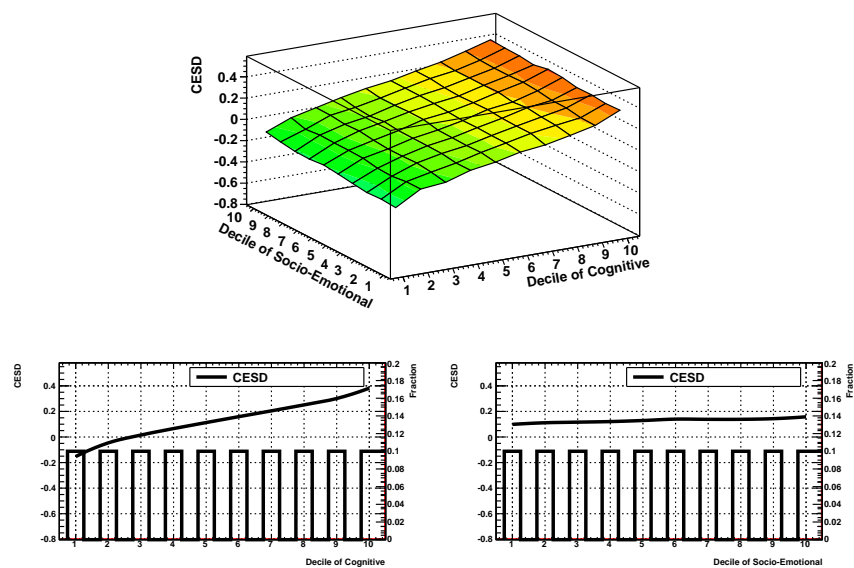 CESD
0.4
0.2
0
-0.2
-0.4
-0.6
-0.8
10 9 8 7 6 5 4 3 2 1
Decile of Socio-Emotional
1 2 3 4 5 6 7 8 9 10
Decile of Cognitive
CESD
CESD
0.4
0.2
0
-0.2
-0.4
-0.6
-0.8
0.2
0.18
0.16
0.14
0.12
0.1
0.08
0.06
0.04
0.02
0
Fraction
1 2 3 4 5 6 7 8 9 10
Decile of Cognitive
CESD
CESD
0.4
0.2
0
-0.2
-0.4
-0.6
-0.8
0.2
0.18
0.16
0.14
0.12
0.1
0.08
0.06
0.04
0.02
0
Fraction
1 2 3 4 5 6 7 8 9 10
Decile of Socio-Emotional